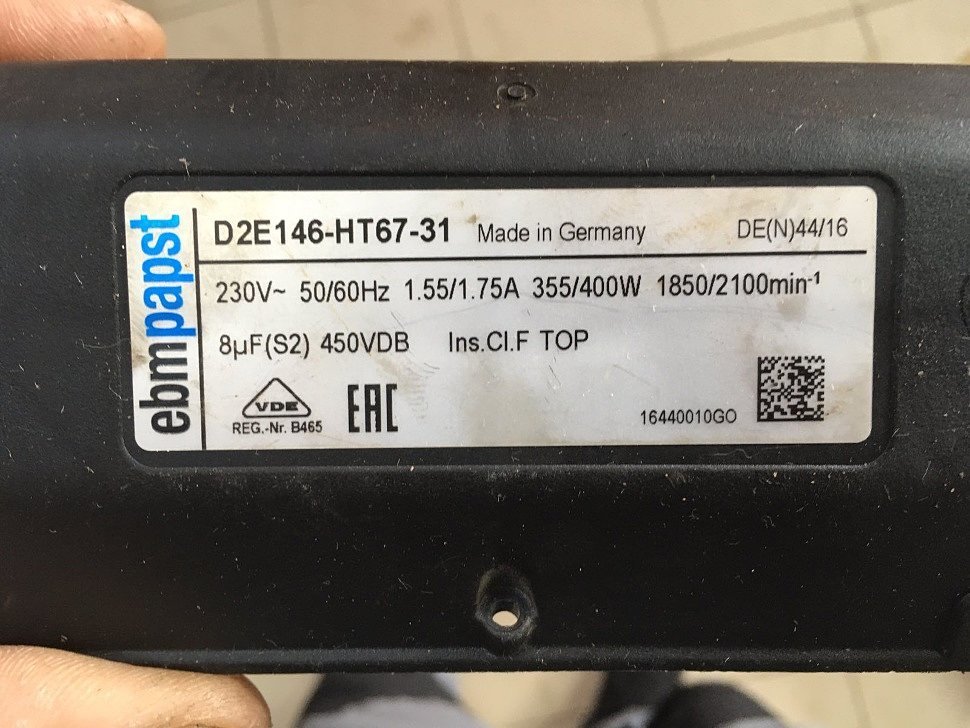 ebmpapst
D2E146-HT67-31 Made in Germany DE(N)44/16
230V~ 50/60Hz 1.55/1.75A 355/400W 1850/2100min⁻¹
8µF(S2) 450VDB Ins.Cl.F TOP
VDE
REG.-Nr. B465
EAC
16440010GO